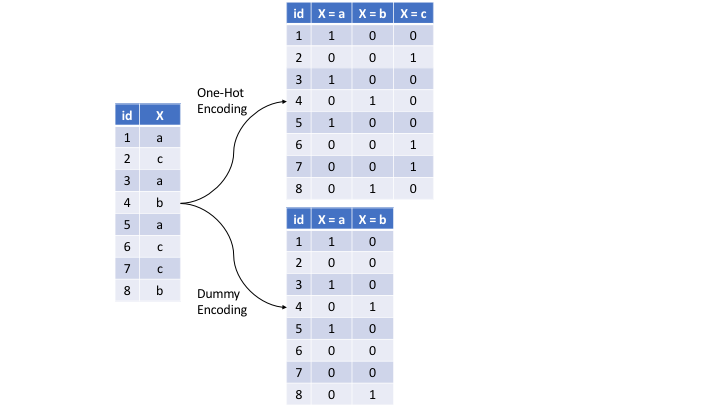 id X
1 a
2 c
3 a
4 b
5 a
6 c
7 c
8 b
One-Hot
Encoding
id X = a X = b X = c
1 1 0 0
2 0 0 1
3 1 0 0
4 0 1 0
5 1 0 0
6 0 0 1
7 0 0 1
8 0 1 0
Dummy
Encoding
id X = a X = b
1 1 0
2 0 0
3 1 0
4 0 1
5 1 0
6 0 0
7 0 0
8 0 1